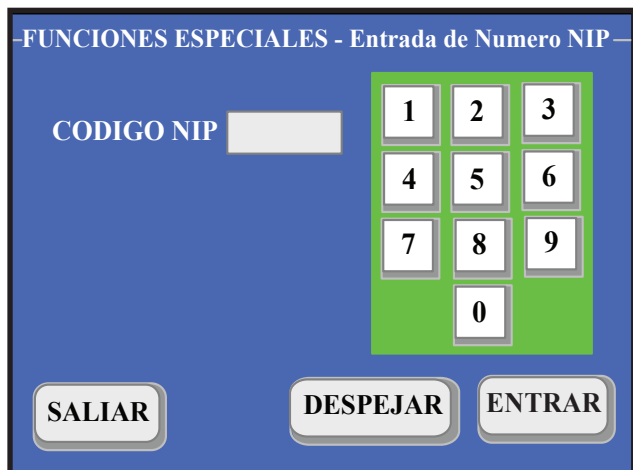 FUNCIONES ESPECIALES - Entrada de Numero NIP
CODIGO NIP
1 2 3
4 5 6
7 8 9
0
SALIAR DESPEJAR ENTRAR